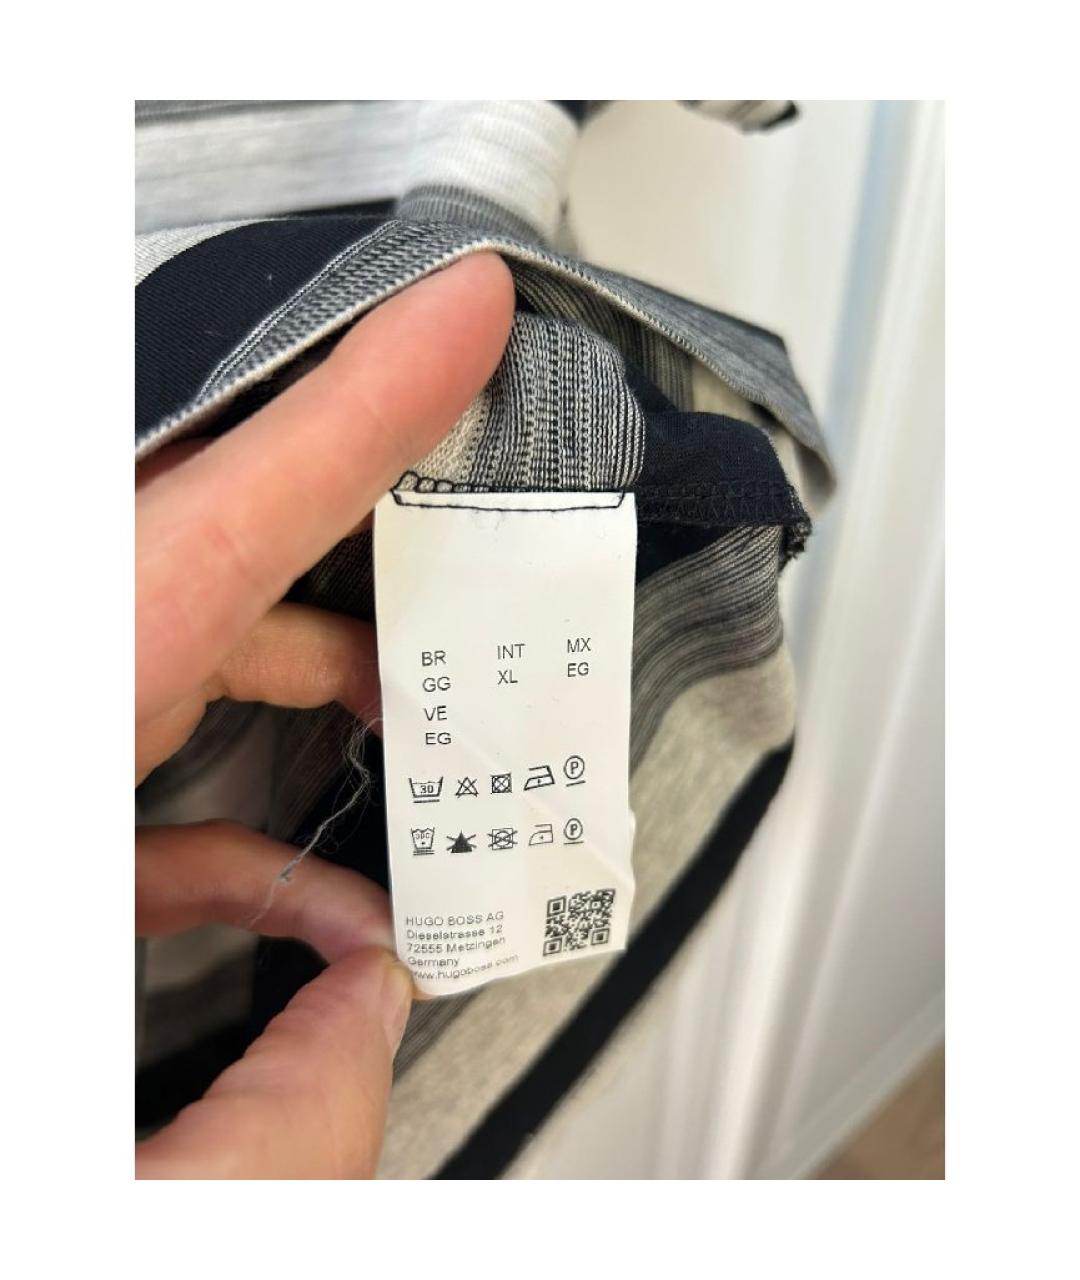 BR INT MX
GG XL EG
VE
EG
30 P
30C P
HUGO BOSS AG
Dieselstrasse 12
72555 Metzingen
Germany
www.hugoboss.com